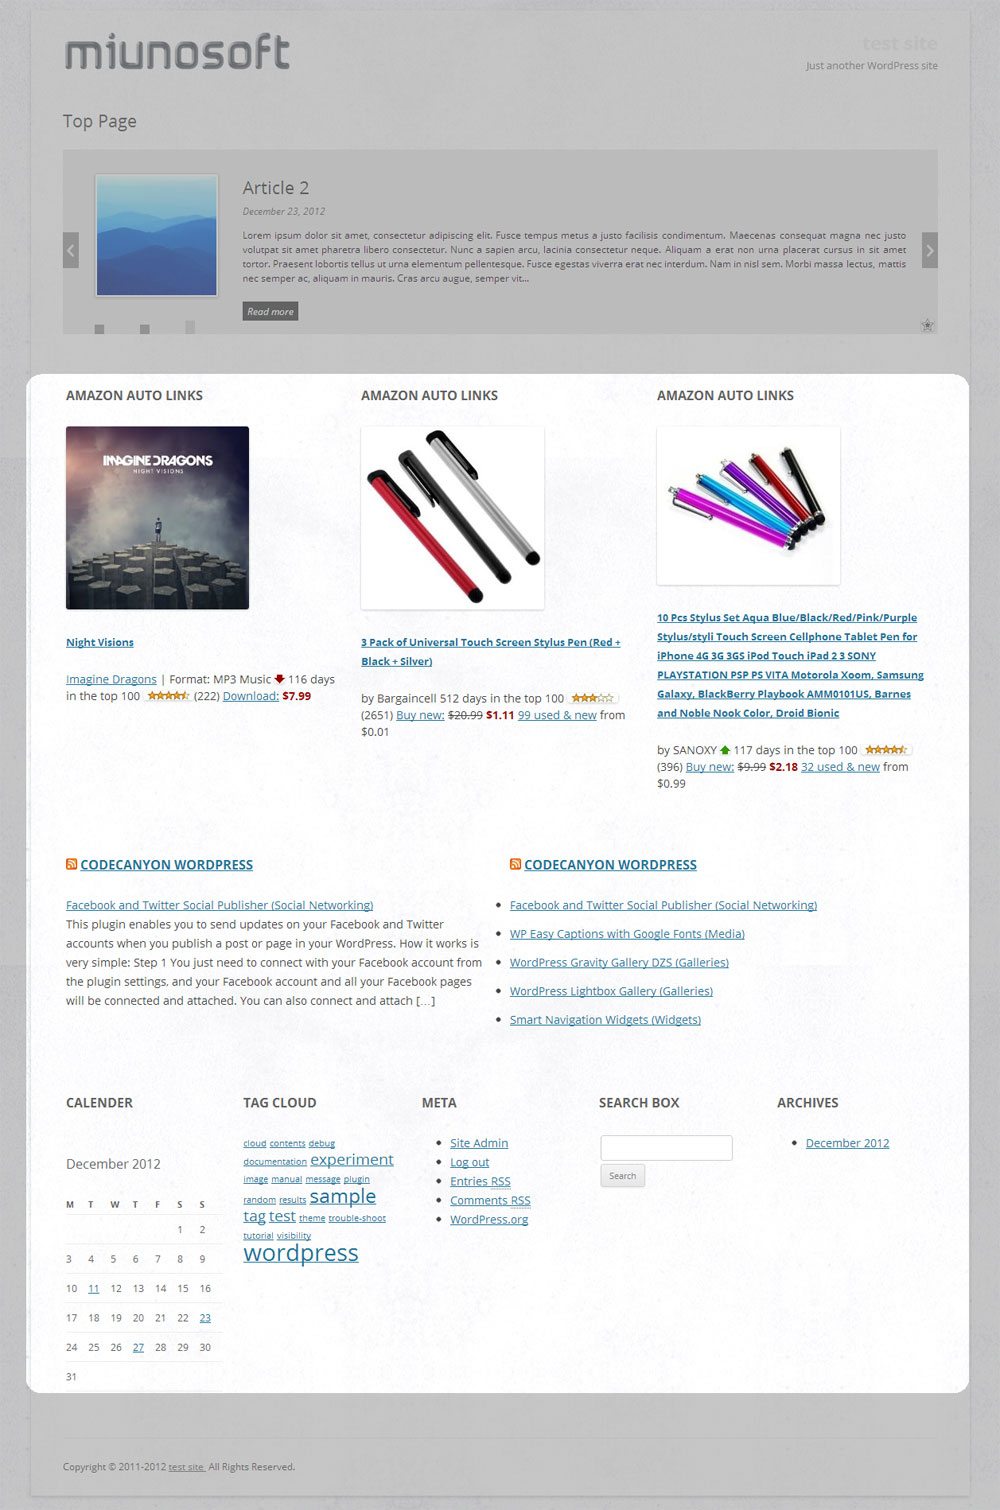 miunosoft
test site
Just another WordPress site
Top Page
Article 2
December 23, 2012
Lorem ipsum dolor sit amet, consectetur adipiscing elit. Fusce tempus metus a justo facilisis condimentum. Maecenas consequat magna nec justo
volutpat sit amet pharetra libero consectetur. Nunc a sapien arcu, lacinia consectetur neque. Aliquam a erat non urna placerat cursus in sit amet
tortor. Praesent lobortis tellus ut urna elementum pellentesque. Fusce egestas viverra erat nec interdum. Nam in nisl sem. Morbi massa lectus, mattis
nec semper ac, aliquam in mauris. Cras arcu augue, semper vit...
Read more
AMAZON AUTO LINKS
IMAGINE DRAGONS
NIGHT VISIONS
Night Visions
Imagine Dragons | Format: MP3 Music 116 days
in the top 100 (222) Download: $7.99
AMAZON AUTO LINKS
3 Pack of Universal Touch Screen Stylus Pen (Red +
Black + Silver)
by Bargaincell 512 days in the top 100
(2651) Buy new: $20.99 $1.11 99 used & new from
$0.01
AMAZON AUTO LINKS
10 Pcs Stylus Set Aqua Blue/Black/Red/Pink/Purple
Stylus/styli Touch Screen Cellphone Tablet Pen for
iPhone 4G 3G 3GS iPod Touch iPad 2 3 SONY
PLAYSTATION PSP PS VITA Motorola Xoom, Samsung
Galaxy, BlackBerry Playbook AMM0101US, Barnes
and Noble Nook Color, Droid Bionic
by SANOXY 117 days in the top 100
(396) Buy new: $9.99 $2.18 32 used & new from
$0.99
CODECANYON WORDPRESS
Facebook and Twitter Social Publisher (Social Networking)
This plugin enables you to send updates on your Facebook and Twitter
accounts when you publish a post or page in your WordPress. How it works is
very simple: Step 1 You just need to connect with your Facebook account from
the plugin settings, and your Facebook account and all your Facebook pages
will be connected and attached. You can also connect and attach [...]
CODECANYON WORDPRESS
Facebook and Twitter Social Publisher (Social Networking)
WP Easy Captions with Google Fonts (Media)
WordPress Gravity Gallery DZS (Galleries)
WordPress Lightbox Gallery (Galleries)
Smart Navigation Widgets (Widgets)
CALENDER
December 2012
M T W T F S S
1 2
3 4 5 6 7 8 9
10 11 12 13 14 15 16
17 18 19 20 21 22 23
24 25 26 27 28 29 30
31
TAG CLOUD
cloud contents debug
documentation experiment
image manual message plugin
random results sample
tag test theme trouble-shoot
tutorial visibility
wordpress
META
Site Admin
Log out
Entries RSS
Comments RSS
WordPress.org
SEARCH BOX
Search
ARCHIVES
December 2012
Copyright © 2011-2012 test site All Rights Reserved.